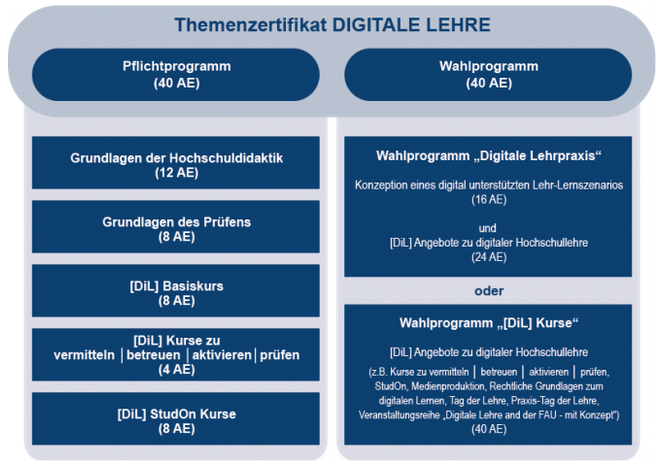 Themenzertifikat DIGITALE LEHRE
Pflichtprogramm
(40 AE)
Grundlagen der Hochschuldidaktik
(12 AE)
Grundlagen des Prüfens
(8 AE)
[DiL] Basiskurs
(8 AE)
[DiL] Kurse zu
vermitteln │betreuen │aktivieren│prüfen
(4 AE)
[DiL] StudOn Kurse
(8 AE)
Wahlprogramm
(40 AE)
Wahlprogramm „Digitale Lehrpraxis“
Konzeption eines digital unterstützten Lehr-Lernszenarios
(16 AE)
und
[DiL] Angebote zu digitaler Hochschullehre
(24 AE)
oder
Wahlprogramm „[DiL] Kurse“
[DiL] Angebote zu digitaler Hochschullehre
(z.B. Kurse zu vermitteln │ betreuen │ aktivieren │ prüfen,
StudOn, Medienproduktion, Rechtliche Grundlagen zum
digitalen Lernen, Tag der Lehre, Praxis-Tag der Lehre,
Veranstaltungsreihe „Digitale Lehre and der FAU - mit Konzept“)
(40 AE)